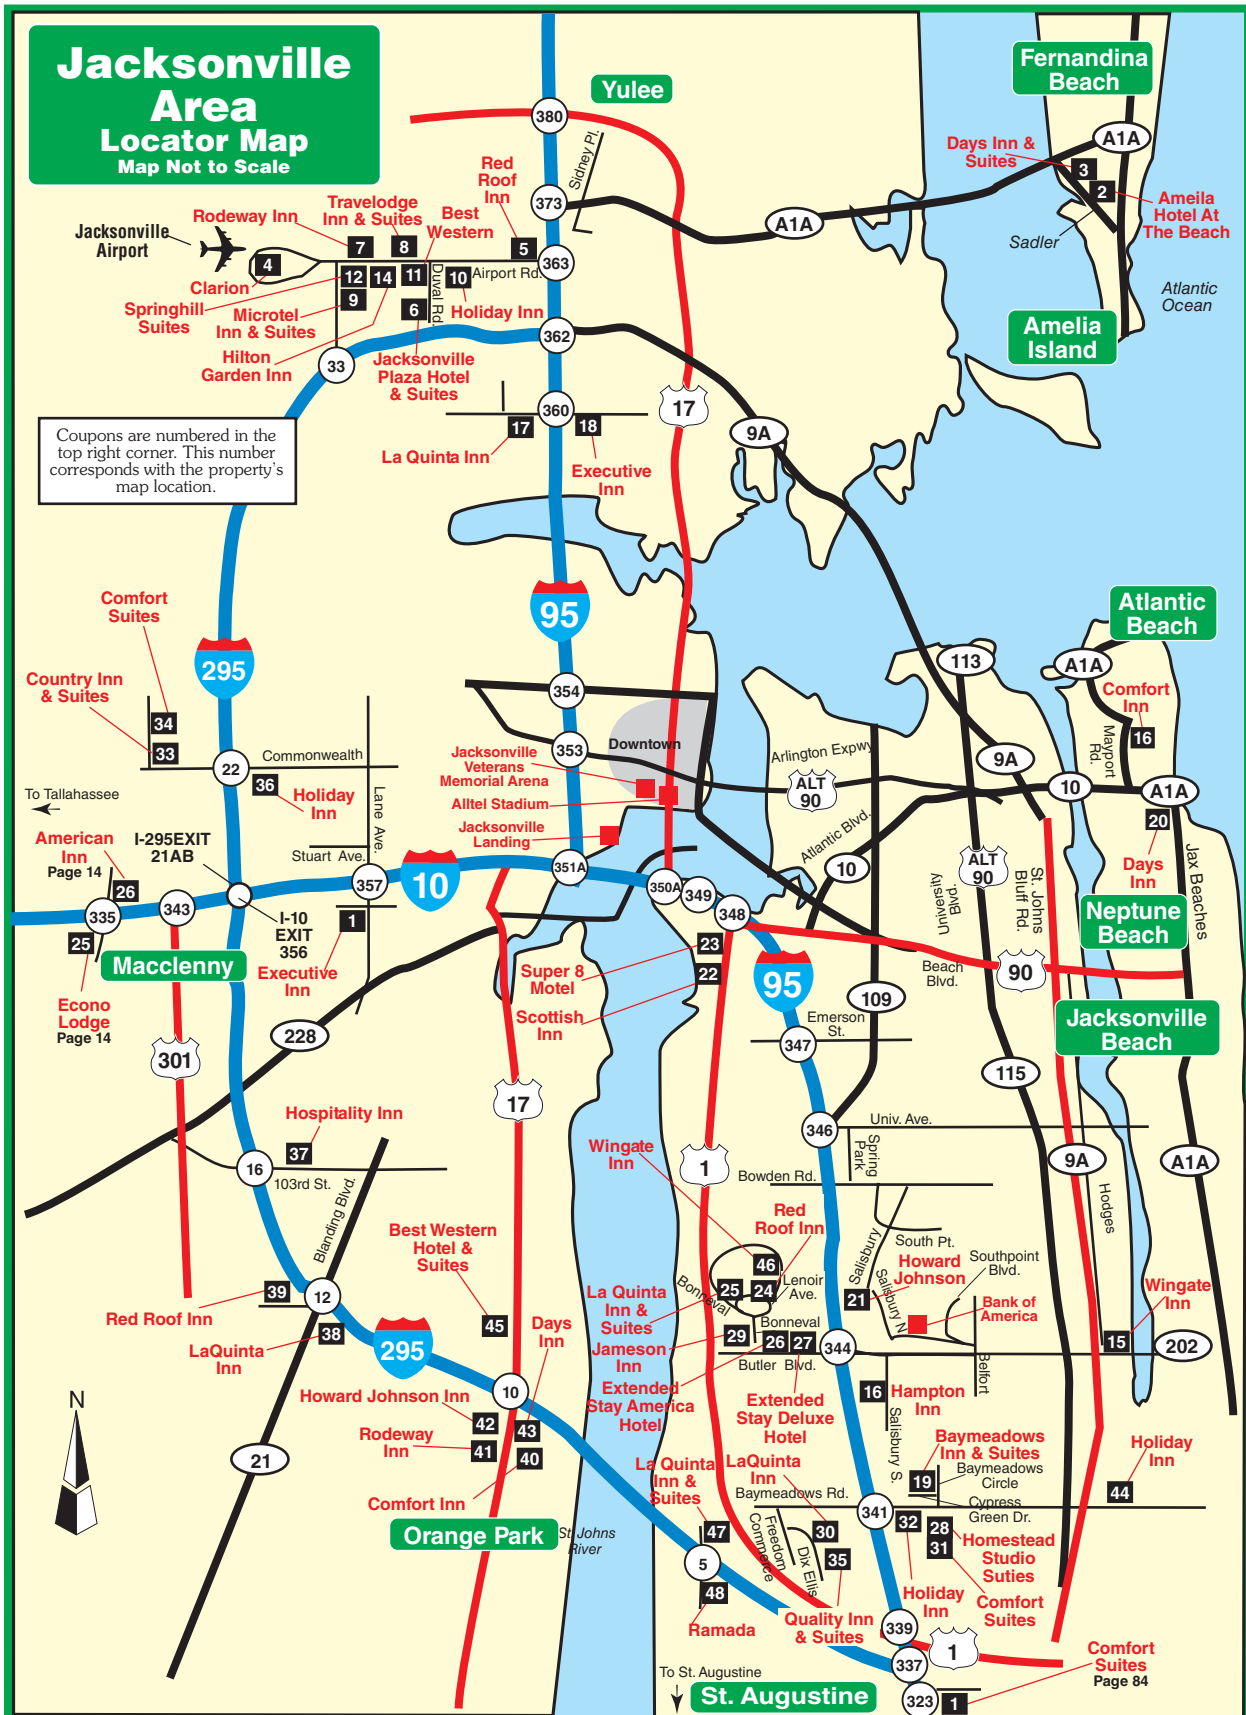 Jacksonville
Area
Locator Map
Map Not to Scale
Yulee
Fernandina
Beach
380
A1A
Sidney Pl.
Days Inn &
Suites
3
2
Ameila
Hotel At
The Beach
Red
Roof
Inn
373
A1A
Sadler
Atlantic
Ocean
Amelia
Island
Travelodge
Inn & Suites
Rodeway Inn
Best
Western
Jacksonville
Airport
7
8
5
363
4
12
14
11
10
Airport Rd.
Duval Rd.
Clarion
9
6
Holiday Inn
Springhill
Suites
Microtel
Inn & Suites
Hilton
Garden Inn
Jacksonville
Plaza Hotel
& Suites
33
362
360
17
9A
17
18
La Quinta Inn
Executive
Inn
Coupons are numbered in the
top right corner. This number
corresponds with the property's
map location.
95
295
Comfort
Suites
Country Inn
& Suites
34
33
22
Commonwealth
36
Holiday
Inn
Lane Ave.
To Tallahassee
354
353
Downtown
Jacksonville
Veterans
Memorial Arena
Alltel Stadium
Jacksonville
Landing
Arlington Expwy
ALT
90
113
Atlantic
Beach
A1A
Comfort
Inn
16
Mayport
Rd.
9A
10
A1A
20
Days
Inn
Jax Beaches
Atlantic Blvd.
10
University
Blvd.
ALT
90
St. Johns
Bluff Rd.
Neptune
Beach
American
Inn
Page 14
26
I-295EXIT
21AB
Stuart Ave.
357
10
351A
350A
349
348
335
343
25
Macclenny
I-10
EXIT
356
1
Executive
Inn
Econo
Lodge
Page 14
301
228
23
Super 8
Motel
22
Scottish
Inn
95
Beach
Blvd.
90
109
Emerson
St.
347
Jacksonville
Beach
115
17
Hospitality Inn
37
16
103rd St.
Blanding Blvd.
346
Univ. Ave.
Spring
Park
1
Wingate
Inn
Bowden Rd.
9A
A1A
Hodges
Red
Roof Inn
South Pt.
Salisbury
Howard
Johnson
Southpoint
Blvd.
Best Western
Hotel &
Suites
46
25
24
Lenoir
Ave.
Bonneval
La Quinta
Inn &
Suites
21
Salisbury N.
Bank of
America
Wingate
Inn
39
12
Red Roof Inn
38
LaQuinta
Inn
45
Days
Inn
Jameson
Inn
29
Bonneval
26
27
Butler Blvd.
344
Belfort
15
202
295
Extended
Stay America
Hotel
Extended
Stay Deluxe
Hotel
16
Hampton
Inn
Salisbury S.
Howard Johnson Inn
10
42
43
Rodeway
Inn
41
40
Comfort Inn
N
21
Orange Park
St. Johns
River
La Quinta
Inn &
Suites
LaQuinta
Inn
Baymeadows Rd.
Baymeadows
Inn & Suites
19
Baymeadows
Circle
Cypress
Green Dr.
Holiday
Inn
44
341
32
28
31
Homestead
Studio
Suties
47
5
48
Ramada
Freedom
Commerce
Dix Ellis
30
35
Quality Inn
& Suites
Holiday
Inn
Comfort
Suites
339
1
337
323
1
Comfort
Suites
Page 84
To St. Augustine
St. Augustine